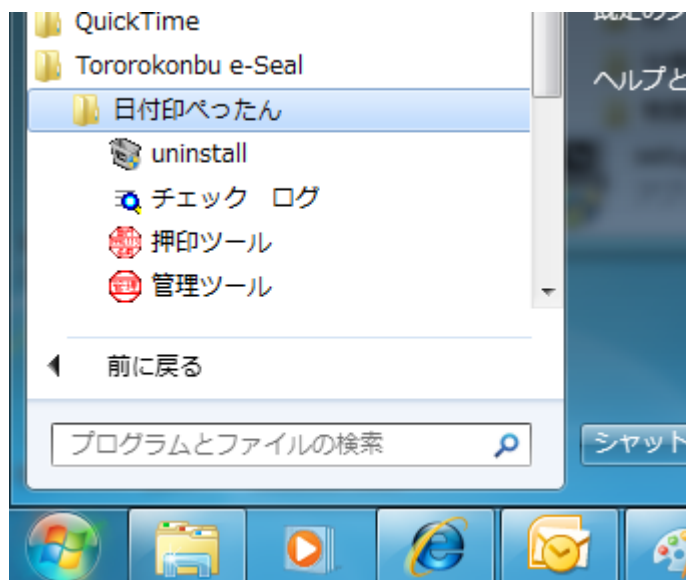 QuickTime
Tororokonbu e-Seal
日付印ぺったん
uninstall
チェック　ログ
押印ツール
管理ツール
前に戻る
プログラムとファイルの検索
ヘルプと
シャット